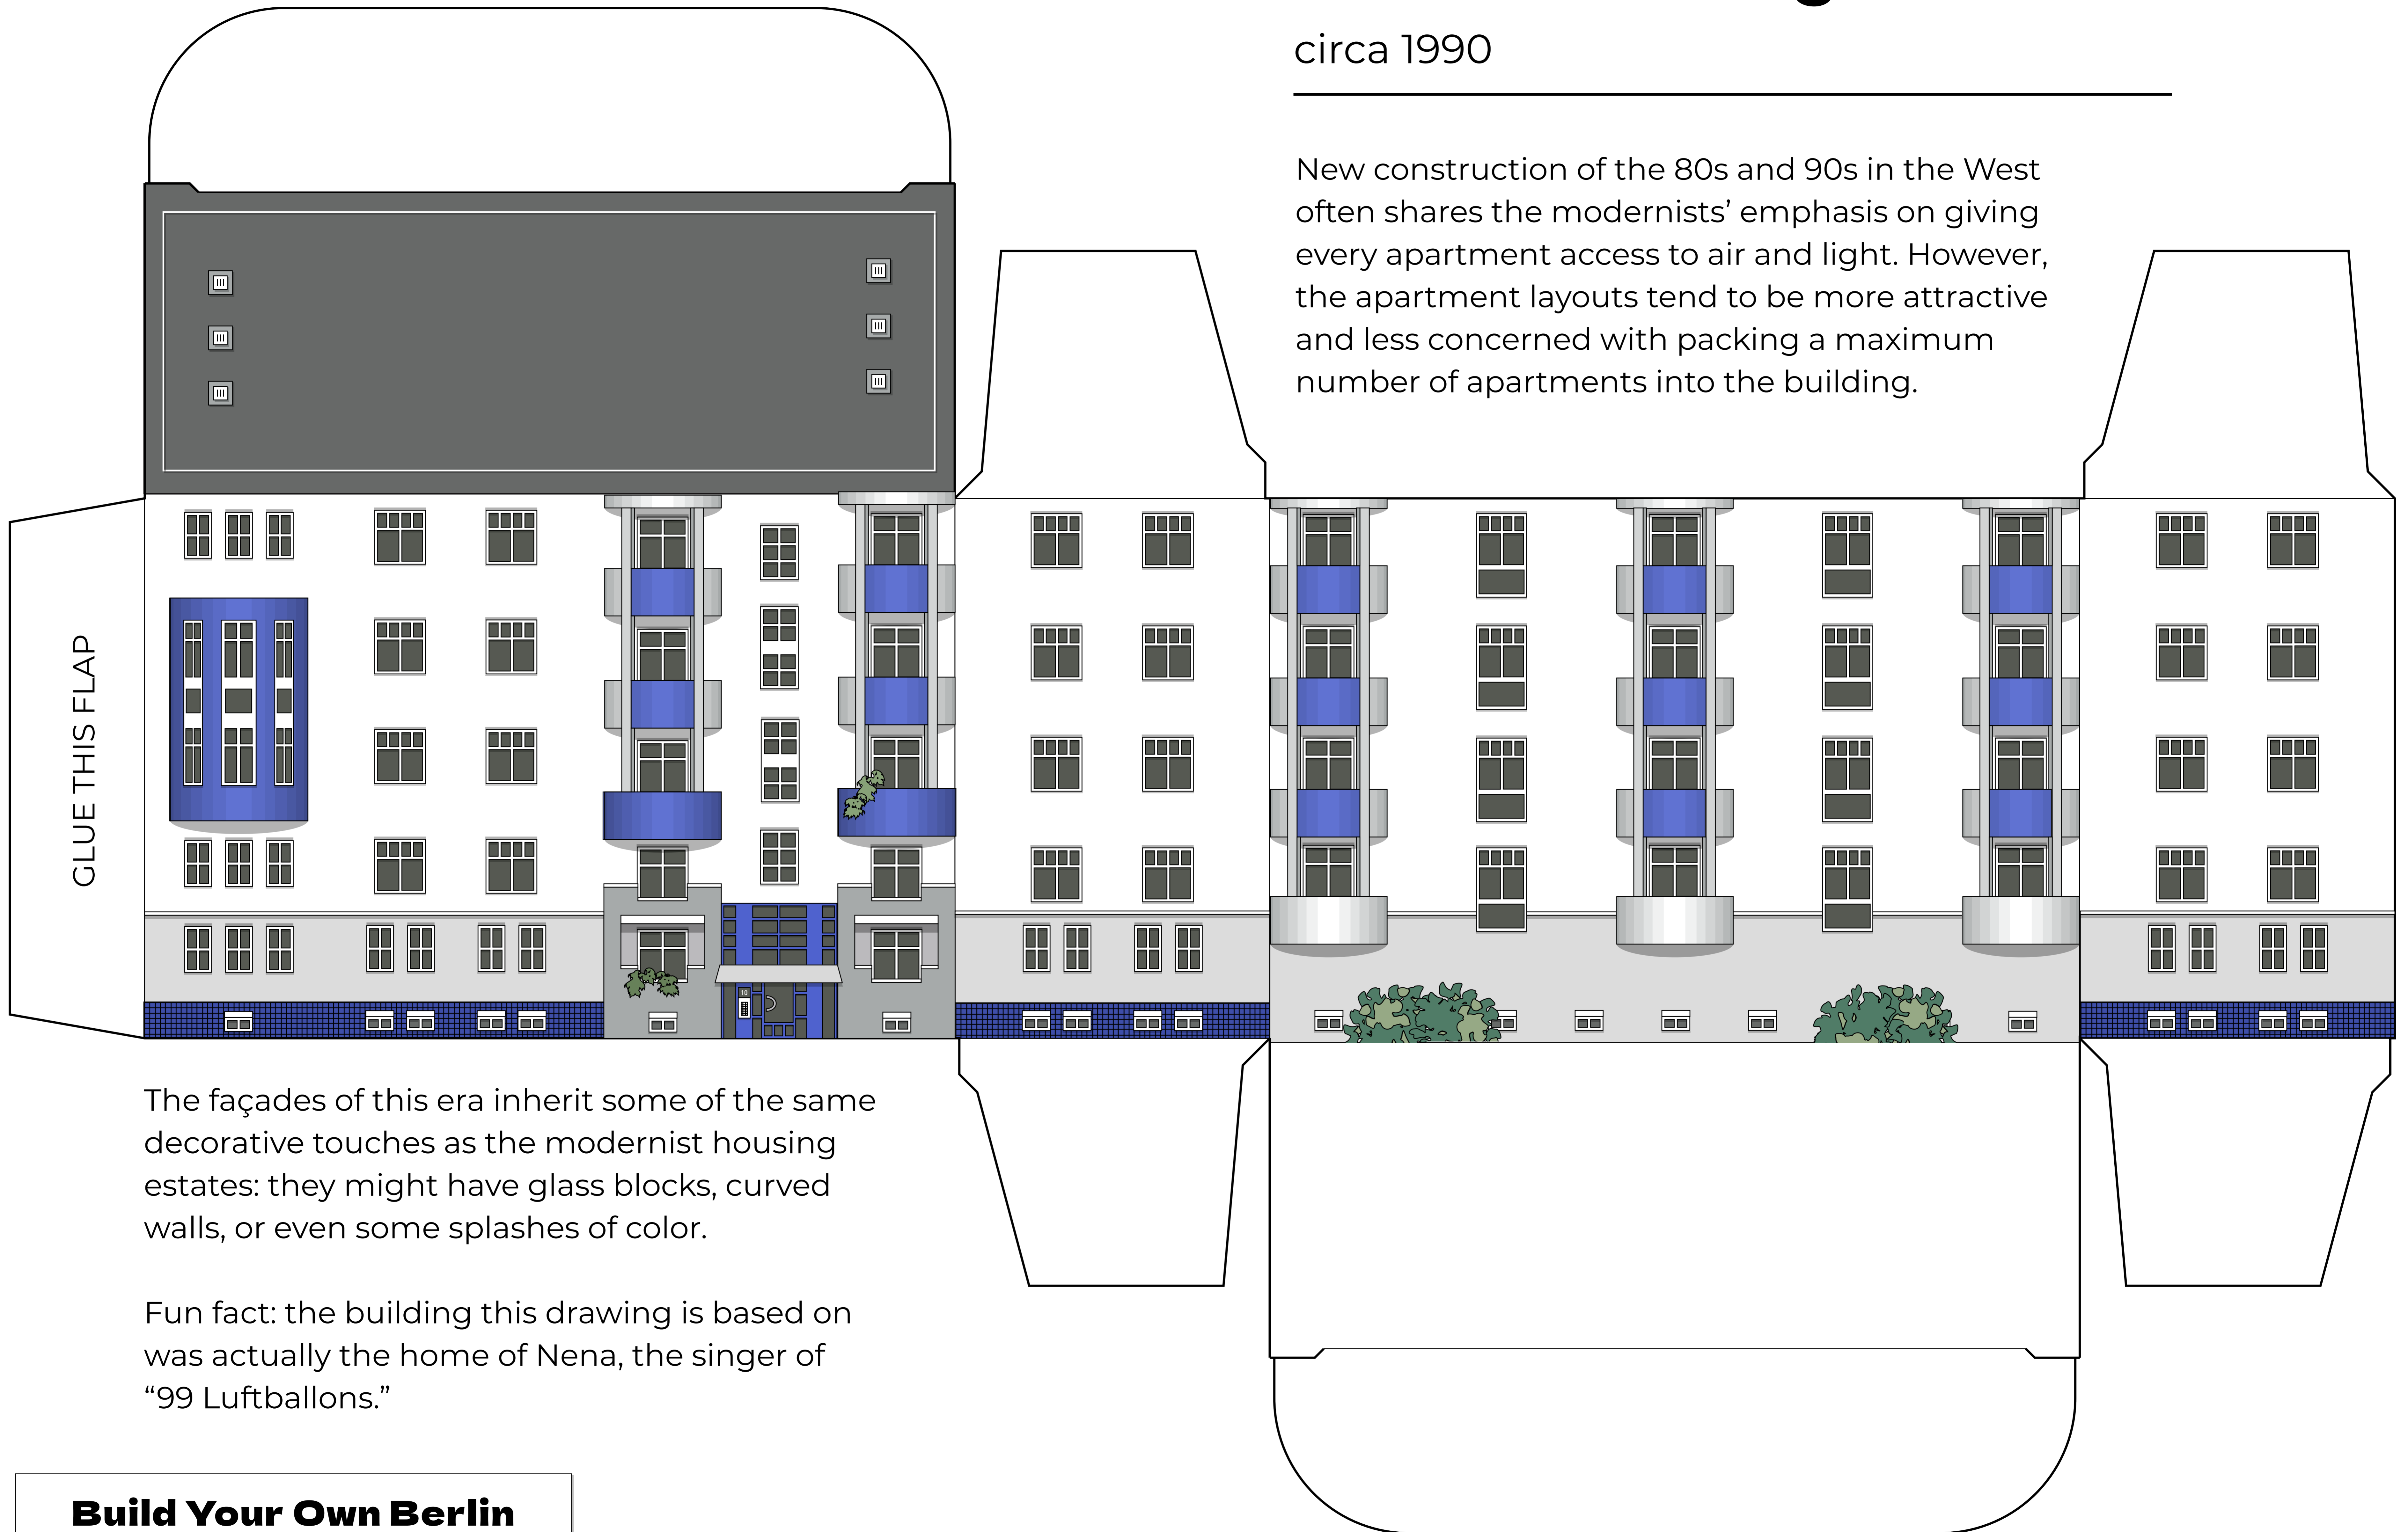 circa 1990
New construction of the 80s and 90s in the West
often shares the modernists’ emphasis on giving
every apartment access to air and light. However,
the apartment layouts tend to be more attractive
and less concerned with packing a maximum
number of apartments into the building.
GLUE THIS FLAP
10
The façades of this era inherit some of the same
decorative touches as the modernist housing
estates: they might have glass blocks, curved
walls, or even some splashes of color.
Fun fact: the building this drawing is based on
was actually the home of Nena, the singer of
“99 Luftballons.”
Build Your Own Berlin